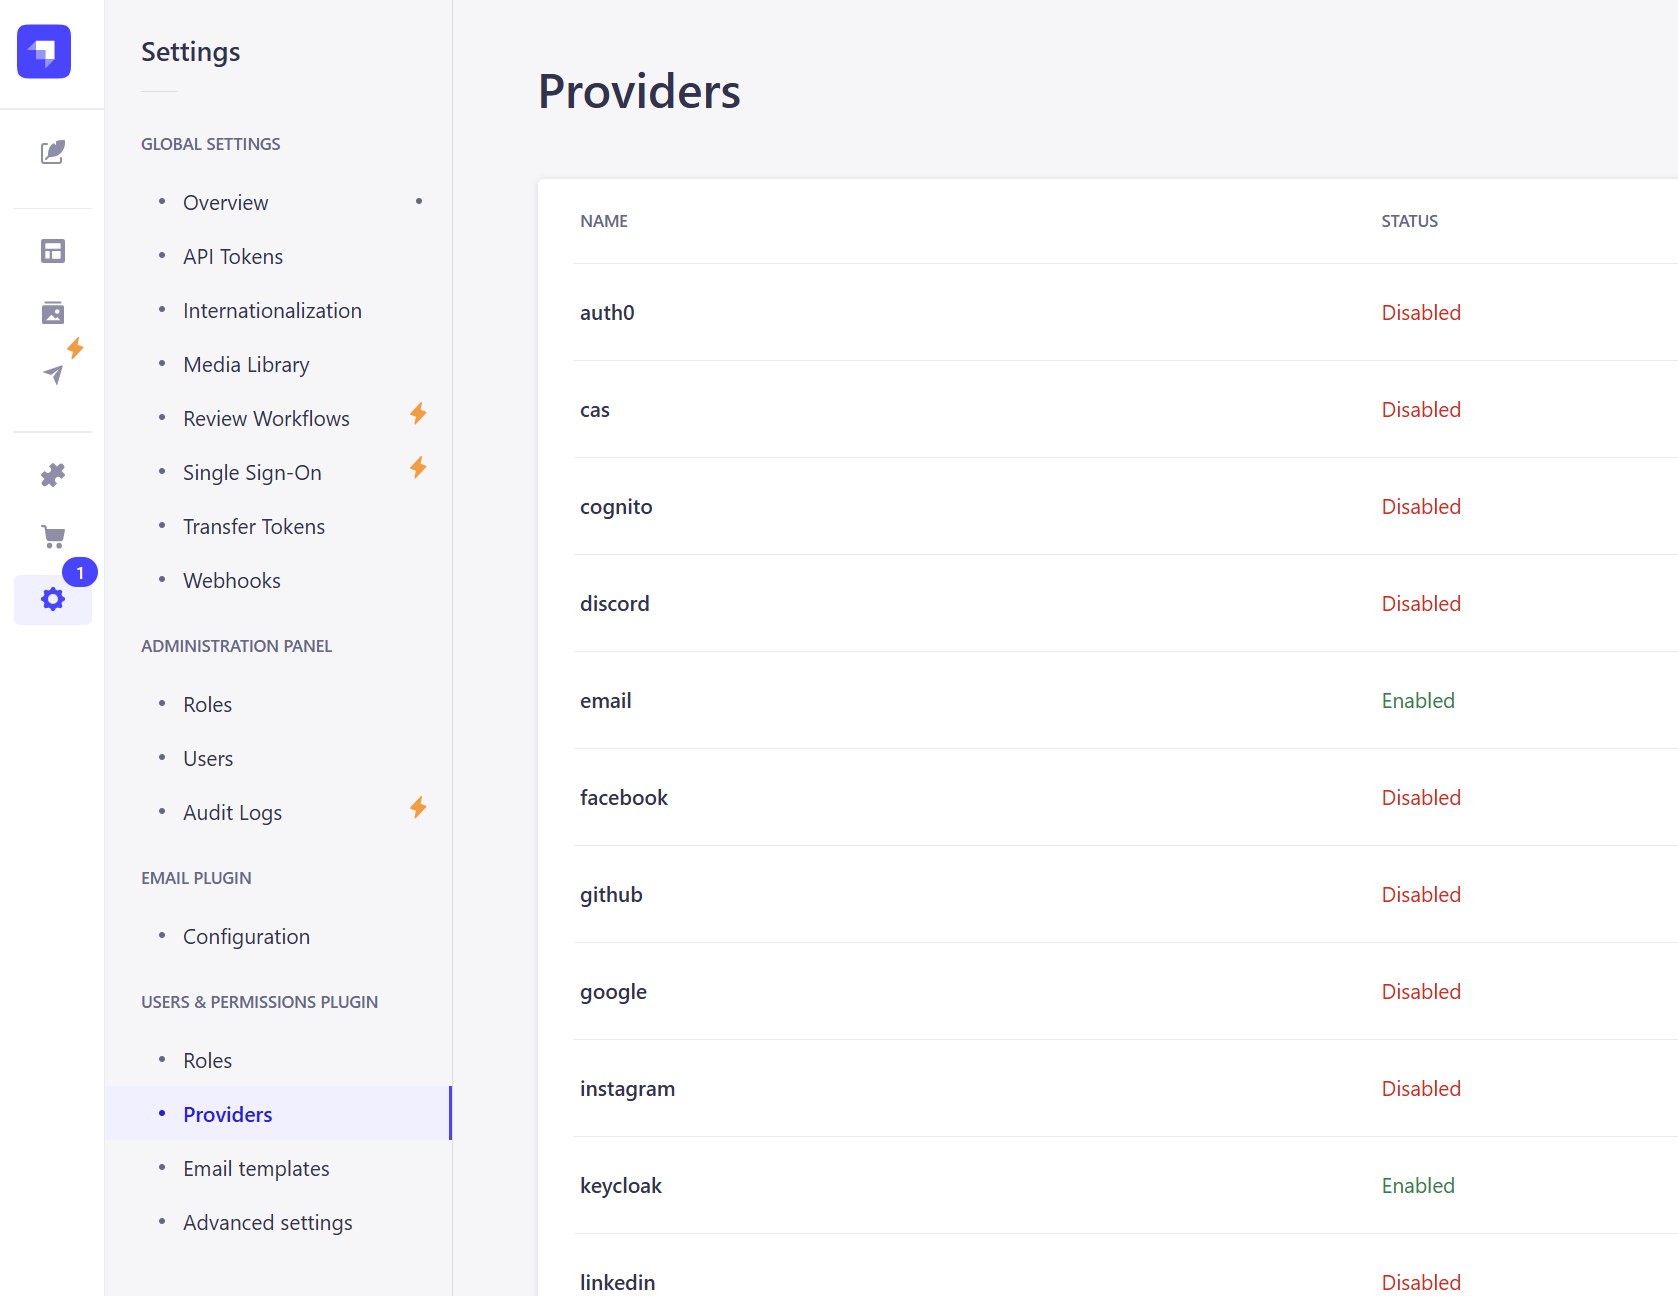 Settings
GLOBAL SETTINGS
Overview
API Tokens
Internationalization
Media Library
Review Workflows
Single Sign-On
Transfer Tokens
Webhooks
1
ADMINISTRATION PANEL
Roles
Users
Audit Logs
EMAIL PLUGIN
Configuration
USERS & PERMISSIONS PLUGIN
Roles
Providers
Email templates
Advanced settings
Providers
NAME STATUS
auth0 Disabled
cas Disabled
cognito Disabled
discord Disabled
email Enabled
facebook Disabled
github Disabled
google Disabled
instagram Disabled
keycloak Enabled
linkedin Disabled